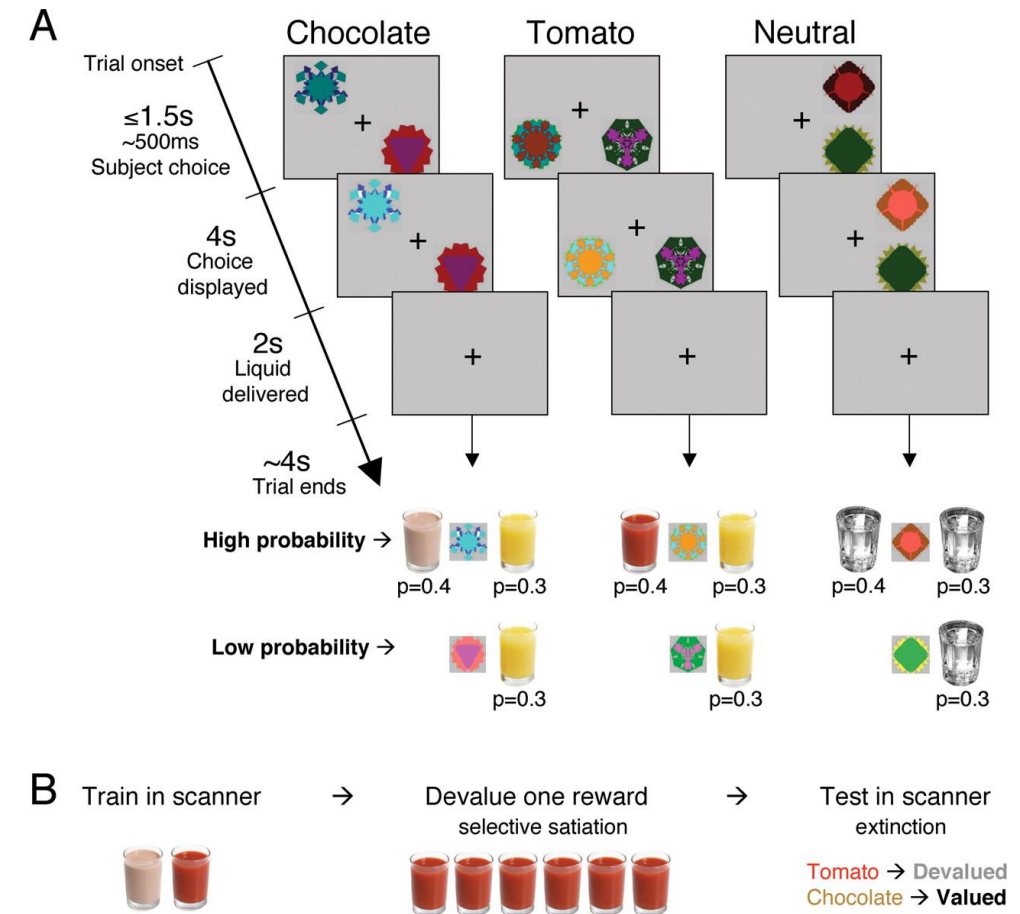 A
Chocolate
Tomato
Neutral
Trial onset
≤1.5s
~500ms
Subject choice
4s
Choice
displayed
2s
Liquid
delivered
~4s
Trial ends
High probability →
p=0.4
p=0.3
p=0.4
p=0.3
p=0.4
p=0.3
Low probability →
p=0.3
p=0.3
p=0.3
B
Train in scanner
→
Devalue one reward
selective satiation
→
Test in scanner
extinction
Tomato → Devalued
Chocolate → Valued